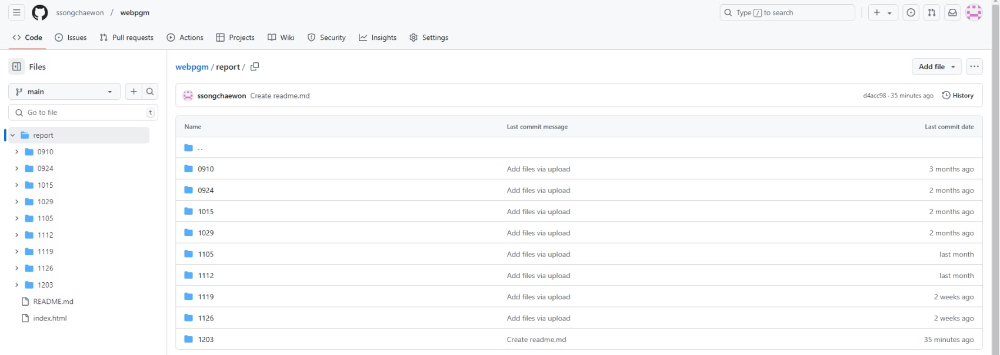 ssongchaewon / webpgm
Type / to search
Code Issues Pull requests Actions Projects Wiki Security Insights Settings
Files
main
Go to file t
report
0910
0924
1015
1029
1105
1112
1119
1126
1203
README.md
index.html
webpgm / report /
Add file
ssongchaewon Create readme.md d4acc98 · 35 minutes ago History
Name Last commit message Last commit date
..
0910 Add files via upload 3 months ago
0924 Add files via upload 2 months ago
1015 Add files via upload 2 months ago
1029 Add files via upload 2 months ago
1105 Add files via upload last month
1112 Add files via upload last month
1119 Add files via upload 2 weeks ago
1126 Add files via upload 2 weeks ago
1203 Create readme.md 35 minutes ago